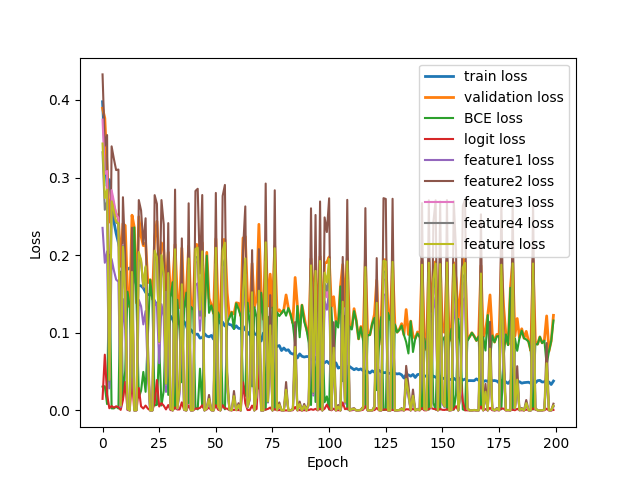 train loss
validation loss
BCE loss
logit loss
feature1 loss
feature2 loss
feature3 loss
feature4 loss
feature loss
Loss
0.4
0.3
0.2
0.1
0.0
0 25 50 75 100 125 150 175 200
Epoch